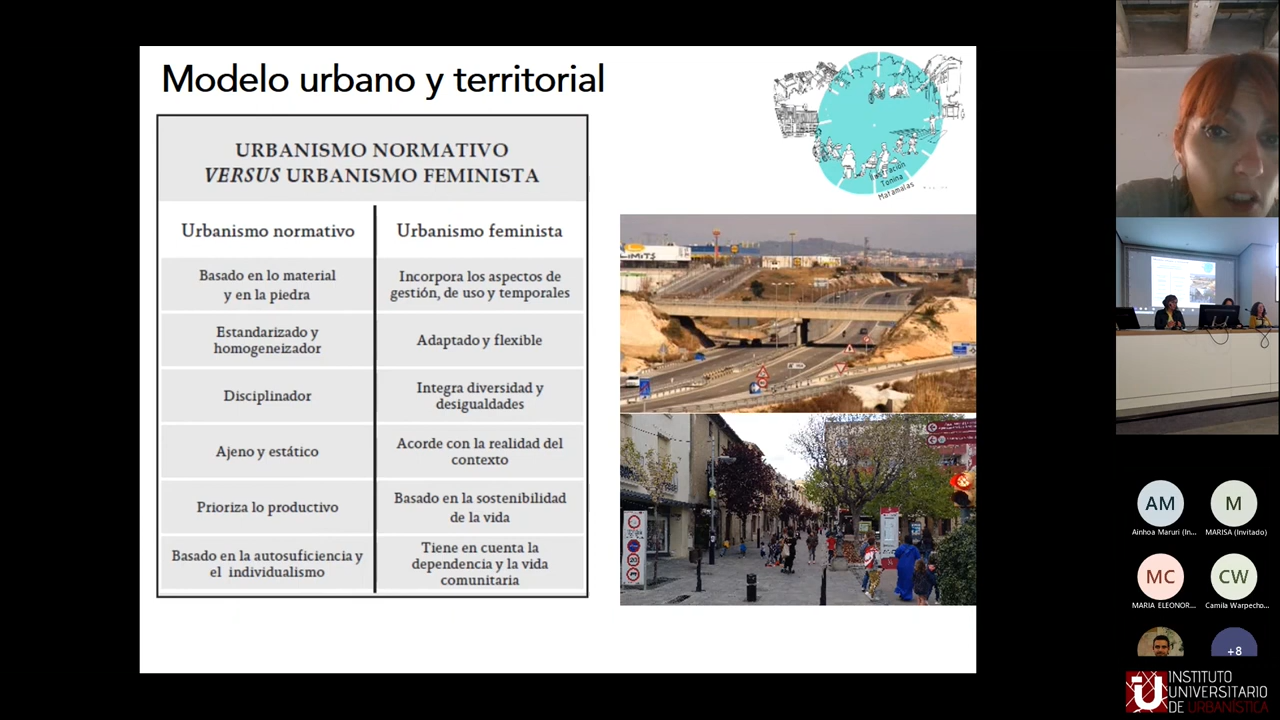 Modelo urbano y territorial
URBANISMO NORMATIVO
VERSUS URBANISMO FEMINISTA
Urbanismo normativo
Urbanismo feminista
Basado en lo material
y en la piedra
Incorpora los aspectos de
gestión, de uso y temporales
Estandarizado y
homogeneizador
Adaptado y flexible
Disciplinador
Integra diversidad y
desigualdades
Ajeno y estático
Acorde con la realidad del
contexto
Prioriza lo productivo
Basado en la sostenibilidad
de la vida
Basado en la autosuficiencia y
el individualismo
Tiene en cuenta la
dependencia y la vida
comunitaria
Ilustración
Tonina
Matamalas
AM
Ainhoa Maruri (In...
M
MARISA (Invitado)
MC
MARIA ELEONOR...
CW
Camila Warpecho...
+8
INSTITUTO
UNIVERSITARIO
DE URBANÍSTICA